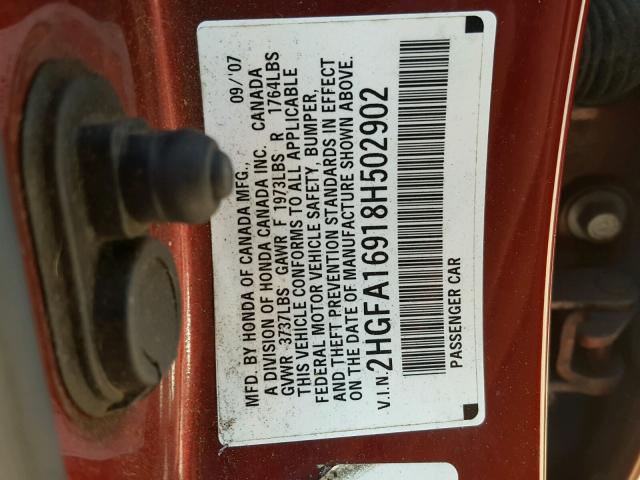 MFD. BY HONDA OF CANADA MFG., 09/'07
A DIVISION OF HONDA CANADA INC. CANADA
GVWR 3737LBS GAWR F 1973LBS R 1764LBS
THIS VEHICLE CONFORMS TO ALL APPLICABLE
FEDERAL MOTOR VEHICLE SAFETY, BUMPER,
AND THEFT PREVENTION STANDARDS IN EFFECT
ON THE DATE OF MANUFACTURE SHOWN ABOVE.
V.I.N. 2HGFA16918H502902
PASSENGER CAR